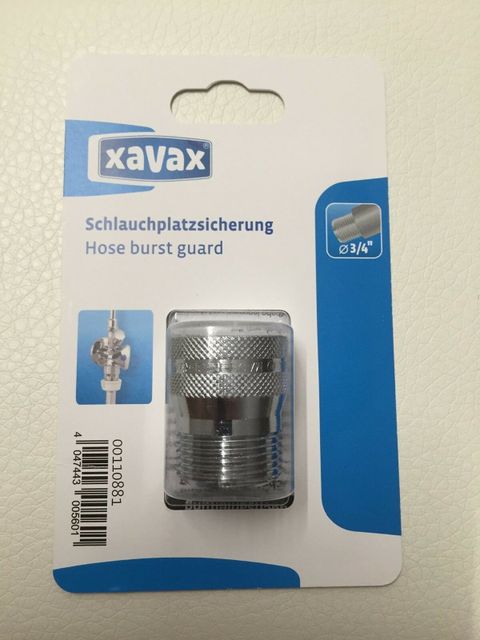 xavax
Schlauchplatzsicherung
Hose burst guard
Ø 3/4"
00110881
4 047443 005601